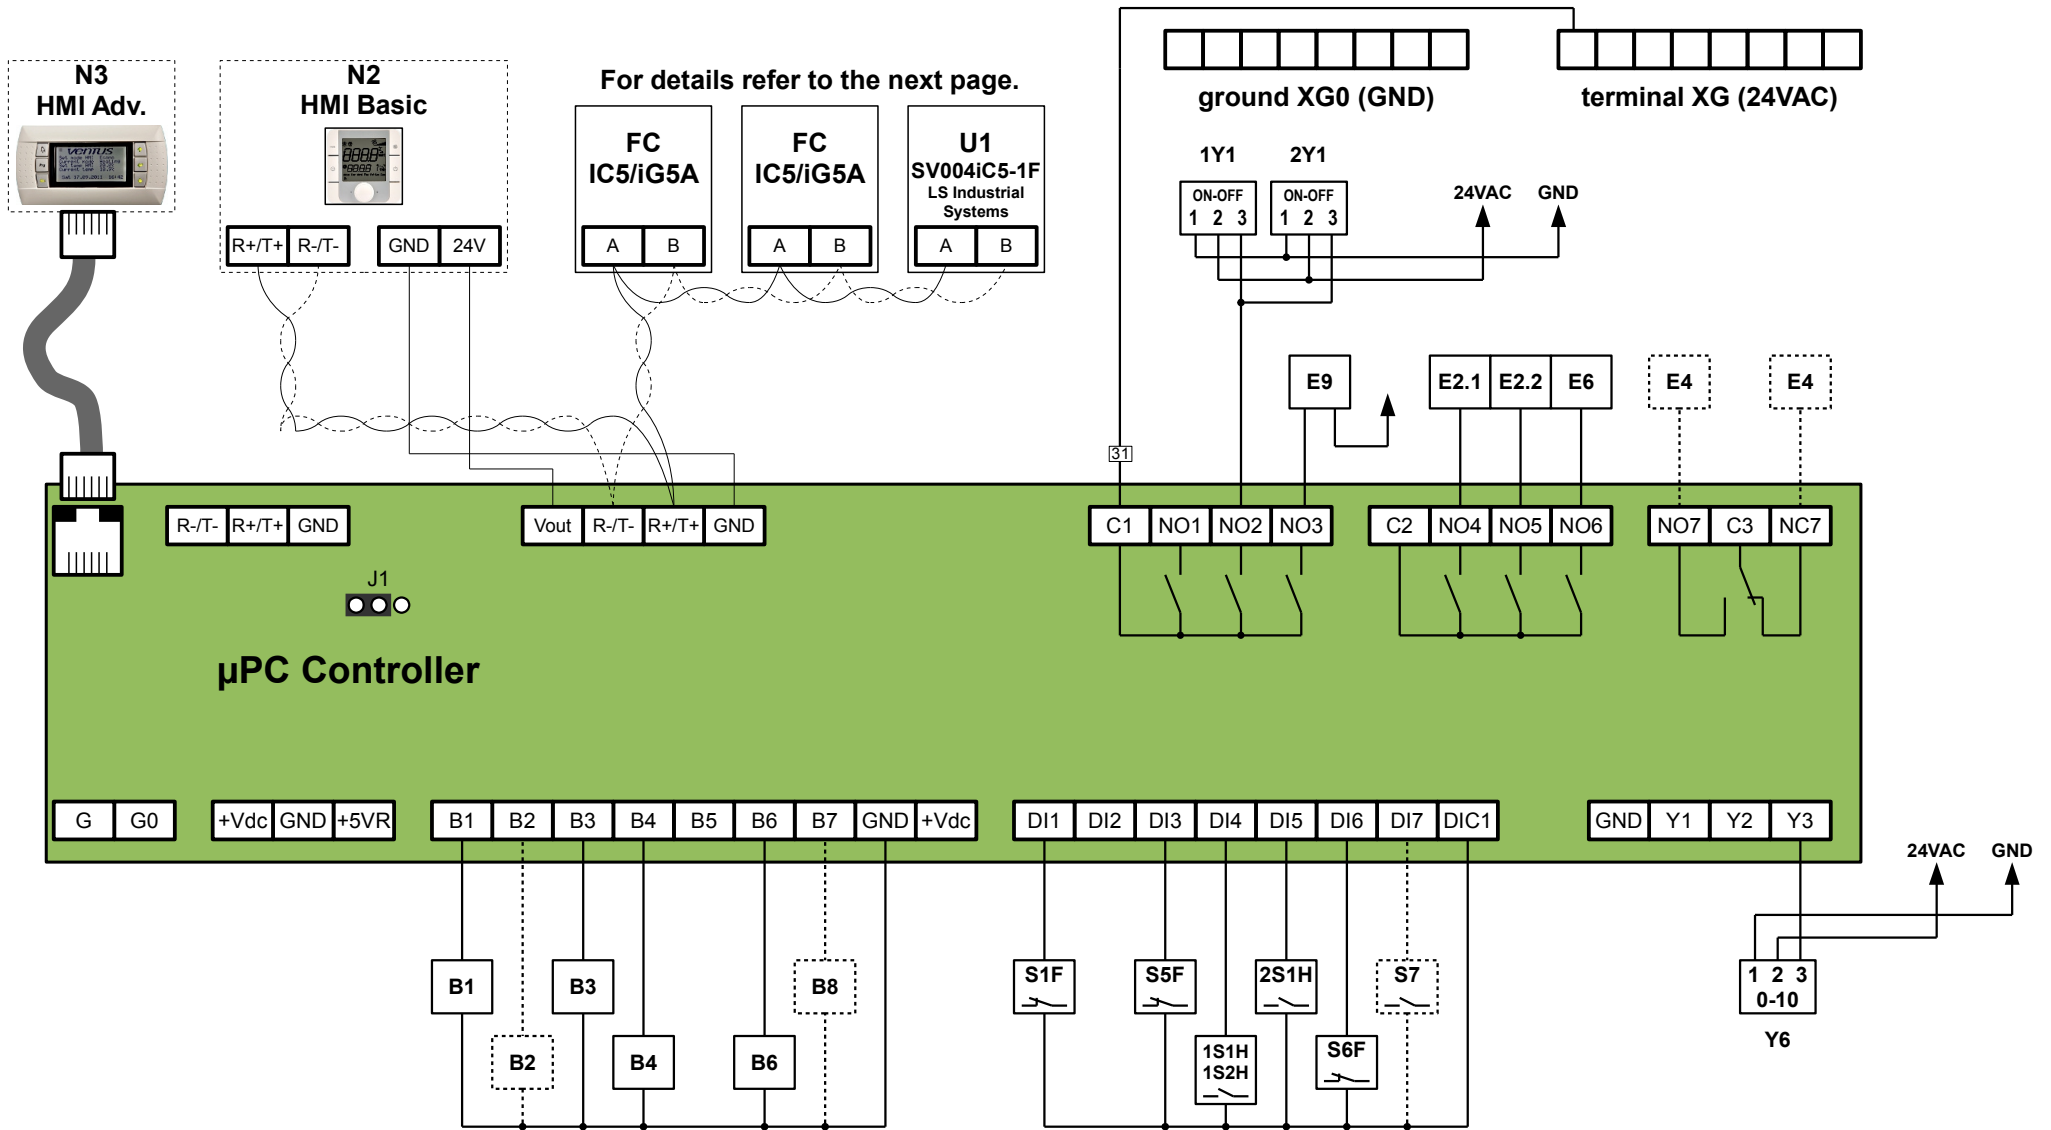 N3
HMI Adv.
VENTUS
N2
HMI Basic
R+/T+ R-/T- GND 24V
For details refer to the next page.
FC
IC5/iG5A
A B
FC
IC5/iG5A
A B
U1
SV004iC5-1F
LS Industrial
Systems
A B
ground XG0 (GND)
terminal XG (24VAC)
1Y1 2Y1
ON-OFF ON-OFF
1 2 3 1 2 3
24VAC GND
E9
E2.1 E2.2 E6
E4 E4
31
R-/T- R+/T+ GND
Vout R-/T- R+/T+ GND
C1 NO1 NO2 NO3
C2 NO4 NO5 NO6
NO7 C3 NC7
J1
µPC Controller
G G0
+Vdc GND +5VR
B1 B2 B3 B4 B5 B6 B7 GND +Vdc
DI1 DI2 DI3 DI4 DI5 DI6 DI7 DIC1
GND Y1 Y2 Y3
24VAC GND
B1 B3 B8
B2 B4 B6
S1F S5F 2S1H S7
1S1H
1S2H
S6F
1 2 3
0-10
Y6